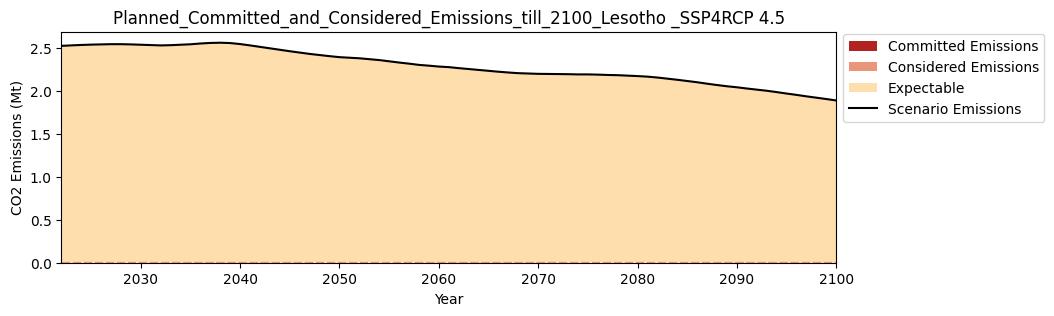 Planned_Committed_and_Considered_Emissions_till_2100_Lesotho _SSP4RCP 4.5
Committed Emissions
Considered Emissions
Expectable
Scenario Emissions
CO2 Emissions (Mt)
2.5
2.0
1.5
1.0
0.5
0.0
2030 2040 2050 2060 2070 2080 2090 2100
Year